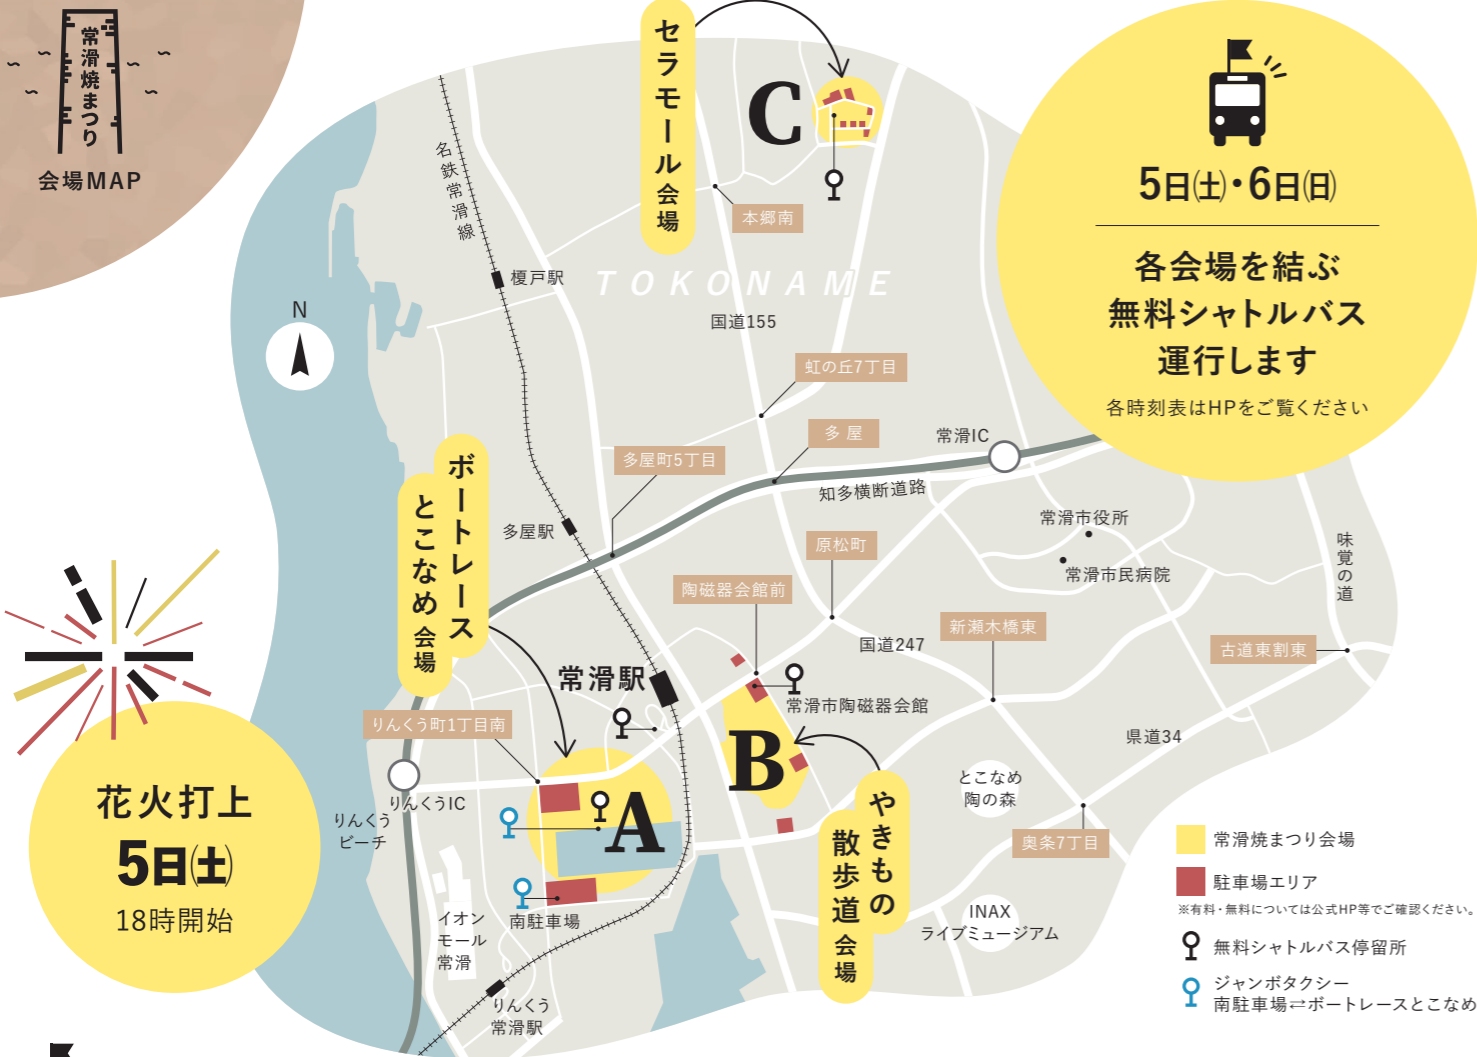 常滑焼まつり
会場MAP
セラモール会場
C
5日(土)・6日(日)
各会場を結ぶ
無料シャトルバス
運行します
各時刻表はHPをご覧ください
名鉄常滑線
本郷南
榎戸駅
TOKONAME
国道155
N
虹の丘7丁目
多屋
常滑IC
多屋町5丁目
知多横断道路
ボートレース
とこなめ会場
多屋駅
常滑市役所
原松町
常滑市民病院
味覚の道
陶磁器会館前
新瀬木橋東
国道247
古道東割東
常滑駅
常滑市陶磁器会館
りんくう町1丁目南
県道34
B
とこなめ
陶の森
りんくうIC
りんくう
ビーチ
A
やきもの
散歩道会場
奥条7丁目
花火打上
5日(土)
18時開始
イオン
モール
常滑
南駐車場
INAX
ライブミュージアム
りんくう
常滑駅
常滑焼まつり会場
駐車場エリア
※有料・無料については公式HP等でご確認ください。
無料シャトルバス停留所
ジャンボタクシー
南駐車場⇄ボートレースとこなめ